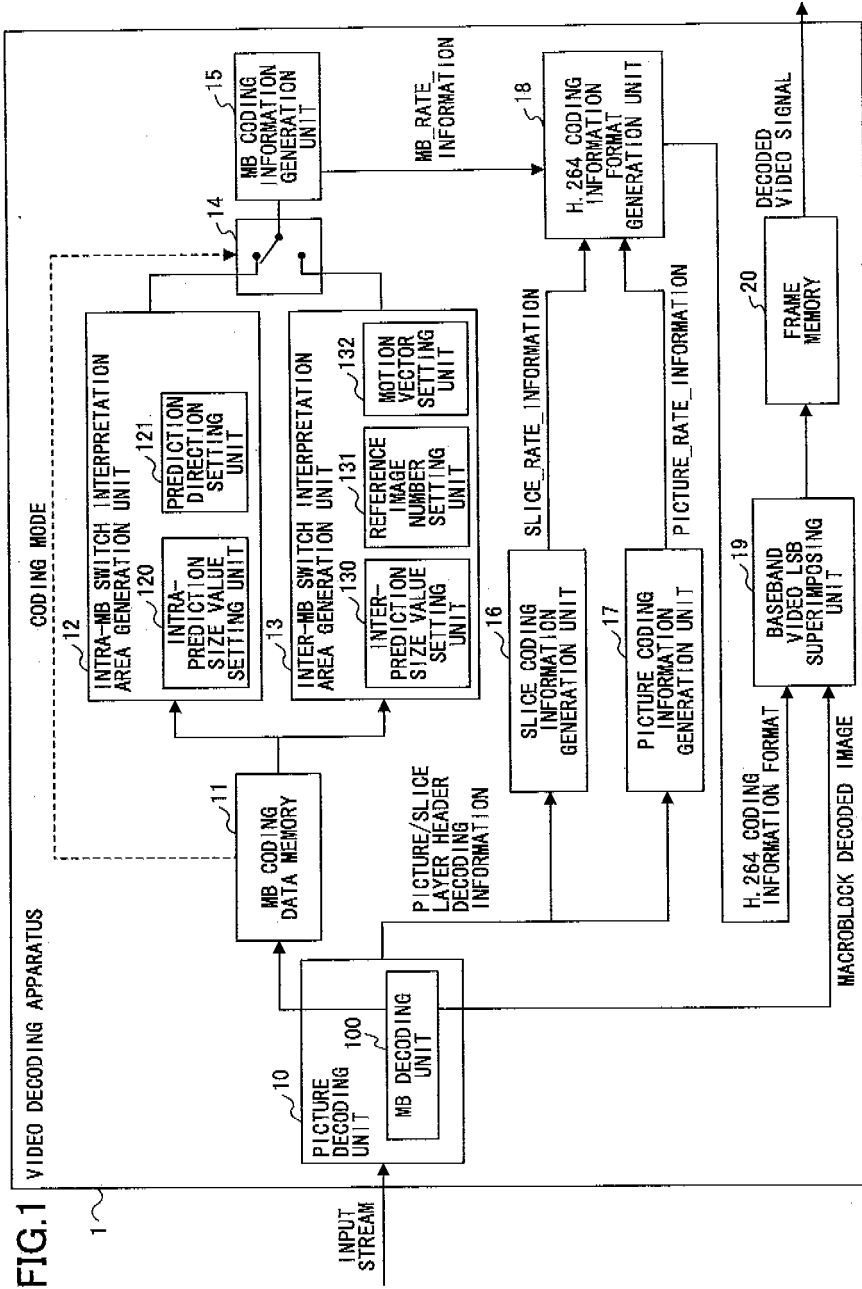 FIG.1
1
VIDEO DECODING APPARATUS
INPUT
STREAM
10
PICTURE
DECODING
UNIT
100
MB DECODING
UNIT
11
MB CODING
DATA MEMORY
CODING MODE
12
INTRA-MB SWITCH INTERPRETATION
AREA GENERATION UNIT
120
INTRA-
PREDICTION
SIZE VALUE
SETTING UNIT
121
PREDICTION
DIRECTION
SETTING
UNIT
13
INTER-MB SWITCH INTERPRETATION
AREA GENERATION UNIT
130
INTER-
PREDICTION
SIZE VALUE
SETTING
UNIT
131
REFERENCE
IMAGE
NUMBER
SETTING
UNIT
132
MOTION
VECTOR
SETTING
UNIT
14
15
MB CODING
INFORMATION
GENERATION
UNIT
MB_RATE_
INFORMATION
PICTURE/SLICE
LAYER HEADER
DECODING
INFORMATION
16
SLICE CODING
INFORMATION
GENERATION UNIT
SLICE_RATE_INFORMATION
17
PICTURE CODING
INFORMATION
GENERATION UNIT
PICTURE_RATE_INFORMATION
18
H.264 CODING
INFORMATION
FORMAT
GENERATION UNIT
H.264 CODING
INFORMATION FORMAT
MACROBLOCK DECODED IMAGE
19
BASEBAND
VIDEO LSB
SUPERIMPOSING
UNIT
20
FRAME
MEMORY
DECODED
VIDEO SIGNAL